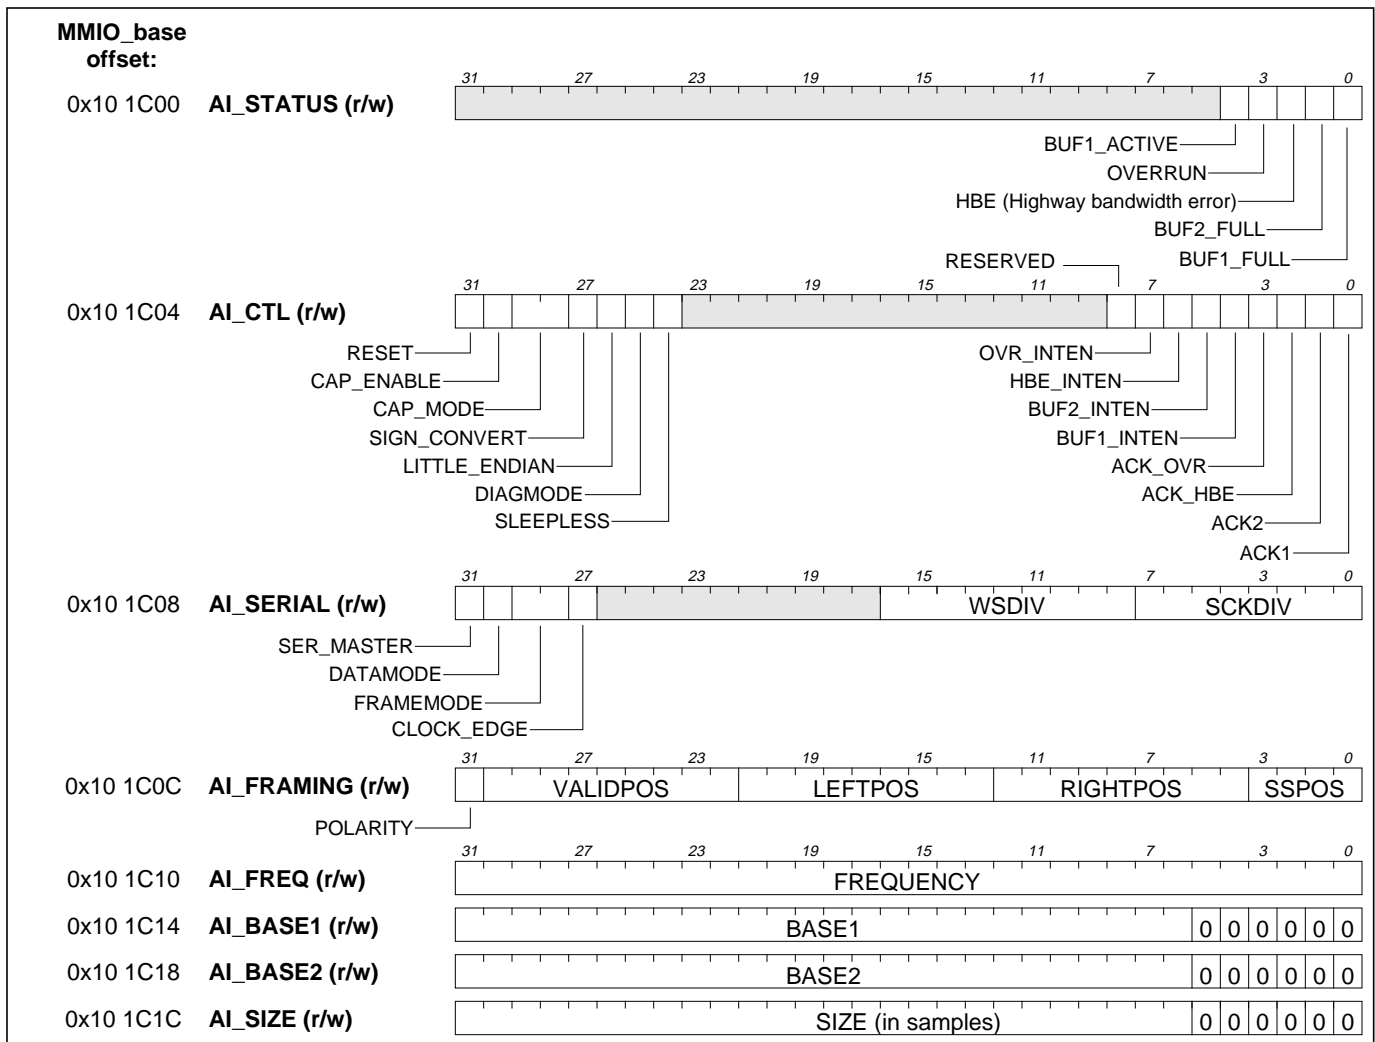 MMIO_base
offset:
31 27 23 19 15 11 7 3 0
0x10 1C00 AI_STATUS (r/w)
BUF1_ACTIVE
OVERRUN
HBE (Highway bandwidth error)
BUF2_FULL
BUF1_FULL
RESERVED
31 27 23 19 15 11 7 3 0
0x10 1C04 AI_CTL (r/w)
RESET OVR_INTEN
CAP_ENABLE HBE_INTEN
CAP_MODE BUF2_INTEN
SIGN_CONVERT BUF1_INTEN
LITTLE_ENDIAN ACK_OVR
DIAGMODE ACK_HBE
SLEEPLESS ACK2
ACK1
31 27 23 19 15 11 7 3 0
0x10 1C08 AI_SERIAL (r/w) WSDIV SCKDIV
SER_MASTER
DATAMODE
FRAMEMODE
CLOCK_EDGE
31 27 23 19 15 11 7 3 0
0x10 1C0C AI_FRAMING (r/w) VALIDPOS LEFTPOS RIGHTPOS SSPOS
POLARITY
31 27 23 19 15 11 7 3 0
0x10 1C10 AI_FREQ (r/w) FREQUENCY
0x10 1C14 AI_BASE1 (r/w) BASE1 0 0 0 0 0 0
0x10 1C18 AI_BASE2 (r/w) BASE2 0 0 0 0 0 0
0x10 1C1C AI_SIZE (r/w) SIZE (in samples) 0 0 0 0 0 0